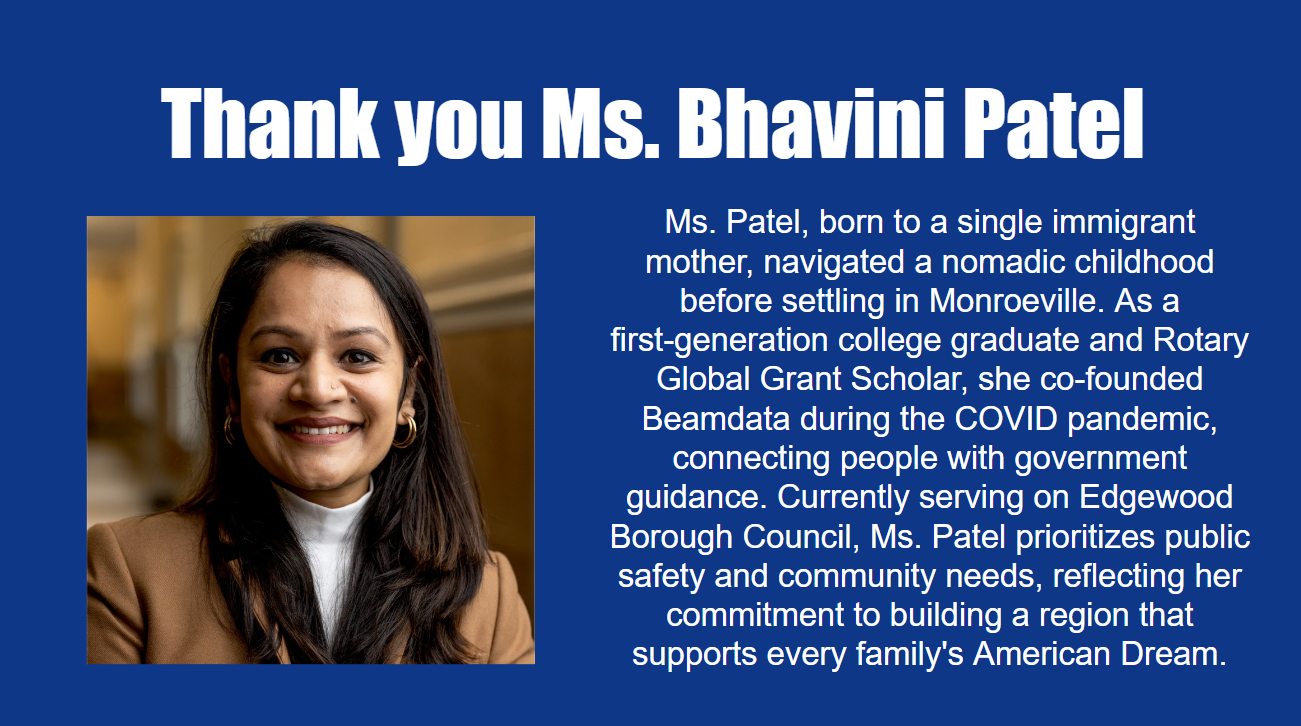 Thank you Ms. Bhavini Patel
Ms. Patel, born to a single immigrant
mother, navigated a nomadic childhood
before settling in Monroeville. As a
first-generation college graduate and Rotary
Global Grant Scholar, she co-founded
Beamdata during the COVID pandemic,
connecting people with government
guidance. Currently serving on Edgewood
Borough Council, Ms. Patel prioritizes public
safety and community needs, reflecting her
commitment to building a region that
supports every family's American Dream.